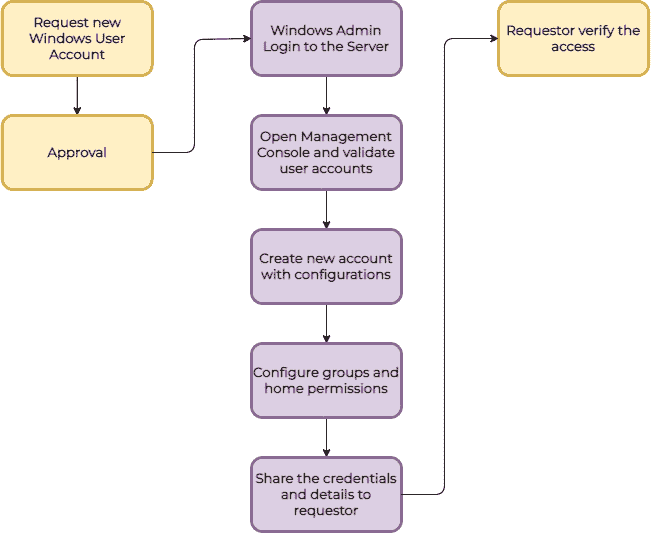 Request new
Windows User
Account
Approval
Windows Admin
Login to the Server
Open Management
Console and validate
user accounts
Create new account
with configurations
Configure groups and
home permissions
Share the credentials
and details to
requestor
Requestor verify the
access